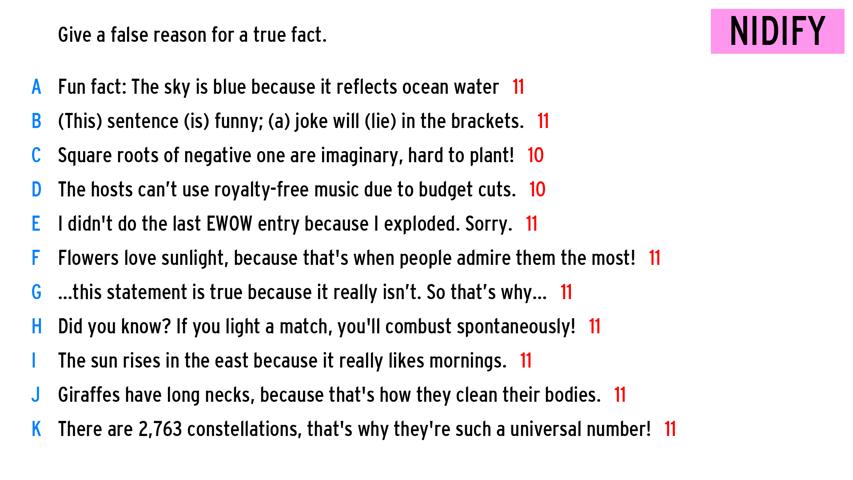 Give a false reason for a true fact.
NIDIFY
A Fun fact: The sky is blue because it reflects ocean water 11
B (This) sentence (is) funny; (a) joke will (lie) in the brackets. 11
C Square roots of negative one are imaginary, hard to plant! 10
D The hosts can't use royalty-free music due to budget cuts. 10
E I didn't do the last EWOW entry because I exploded. Sorry. 11
F Flowers love sunlight, because that's when people admire them the most! 11
G ...this statement is true because it really isn't. So that's why... 11
H Did you know? If you light a match, you'll combust spontaneously! 11
I The sun rises in the east because it really likes mornings. 11
J Giraffes have long necks, because that's how they clean their bodies. 11
K There are 2,763 constellations, that's why they're such a universal number! 11